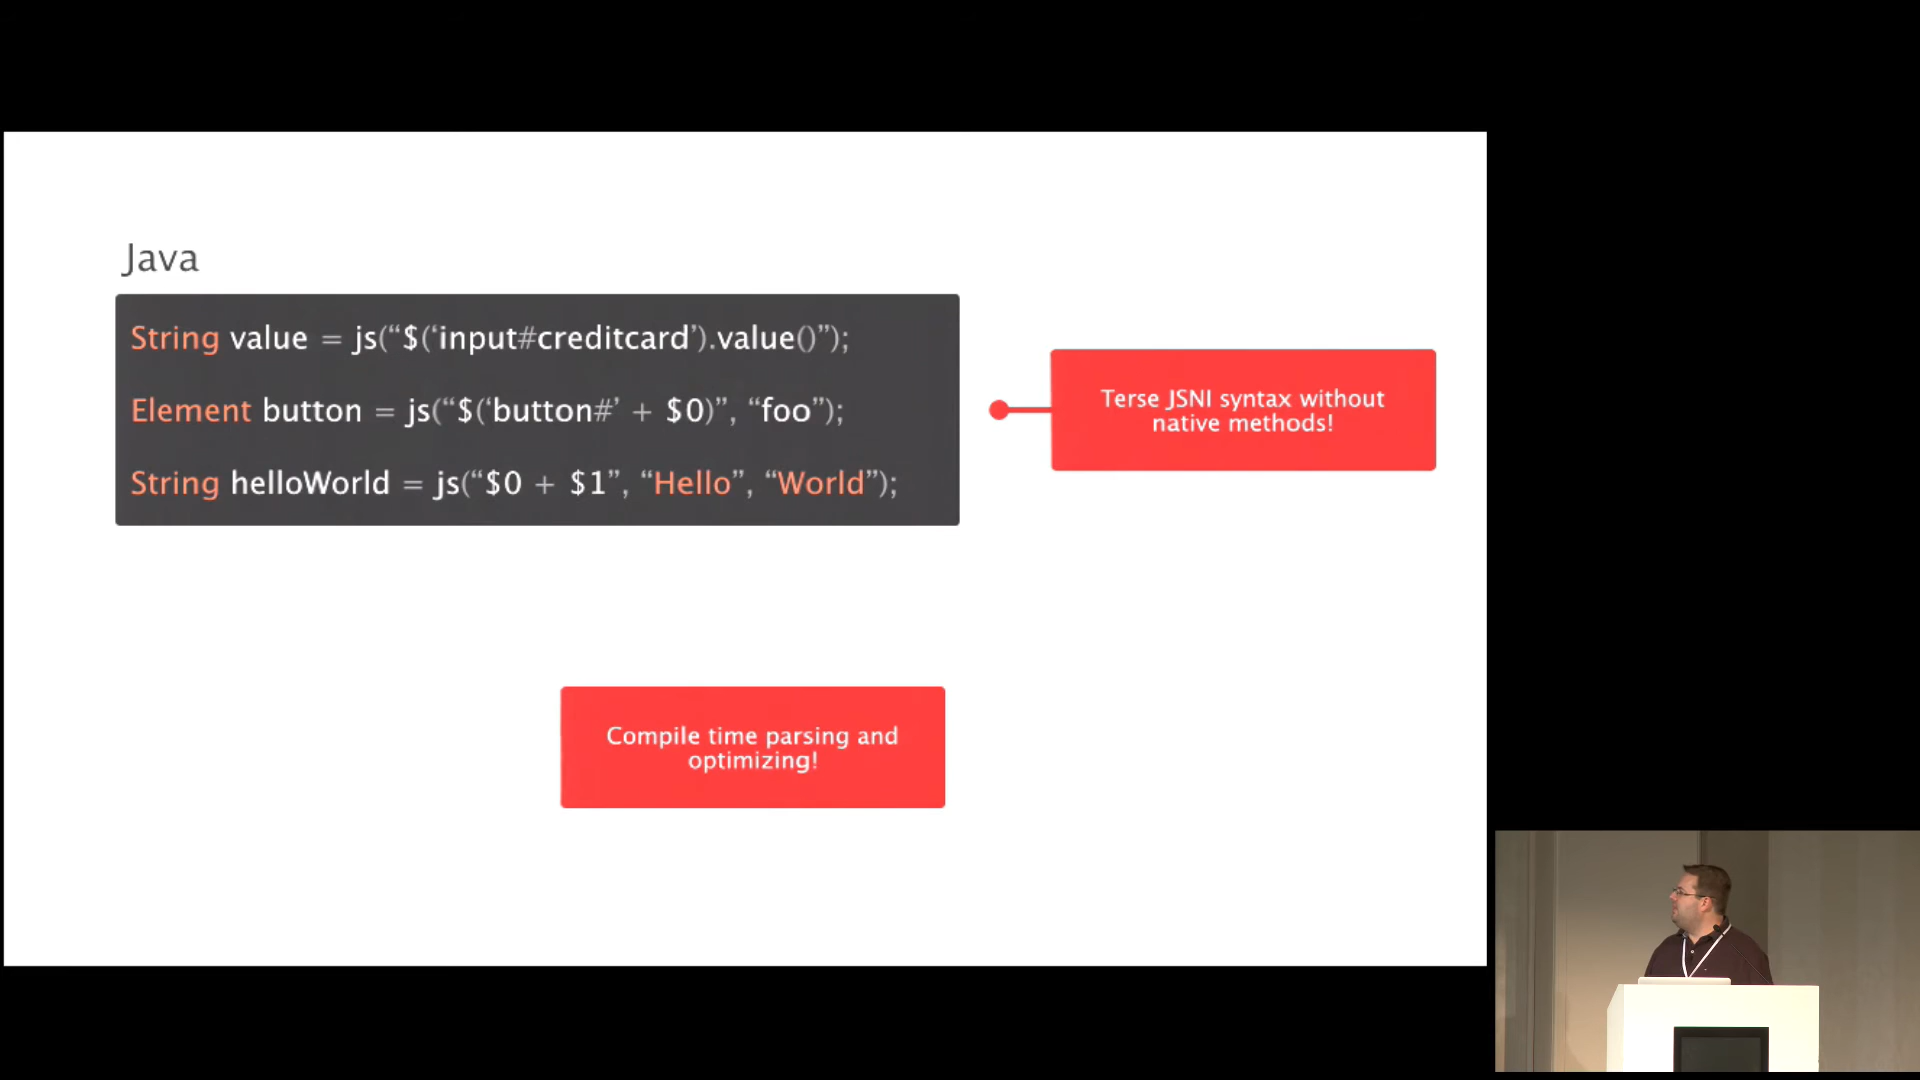 Java
String value = js(“$(‘input#creditcard’).value()”);
Element button = js(“$(‘button#’ + $0)”, “foo”);
String helloWorld = js(“$0 + $1”, “Hello”, “World”);
Terse JSNI syntax without
native methods!
Compile time parsing and
optimizing!